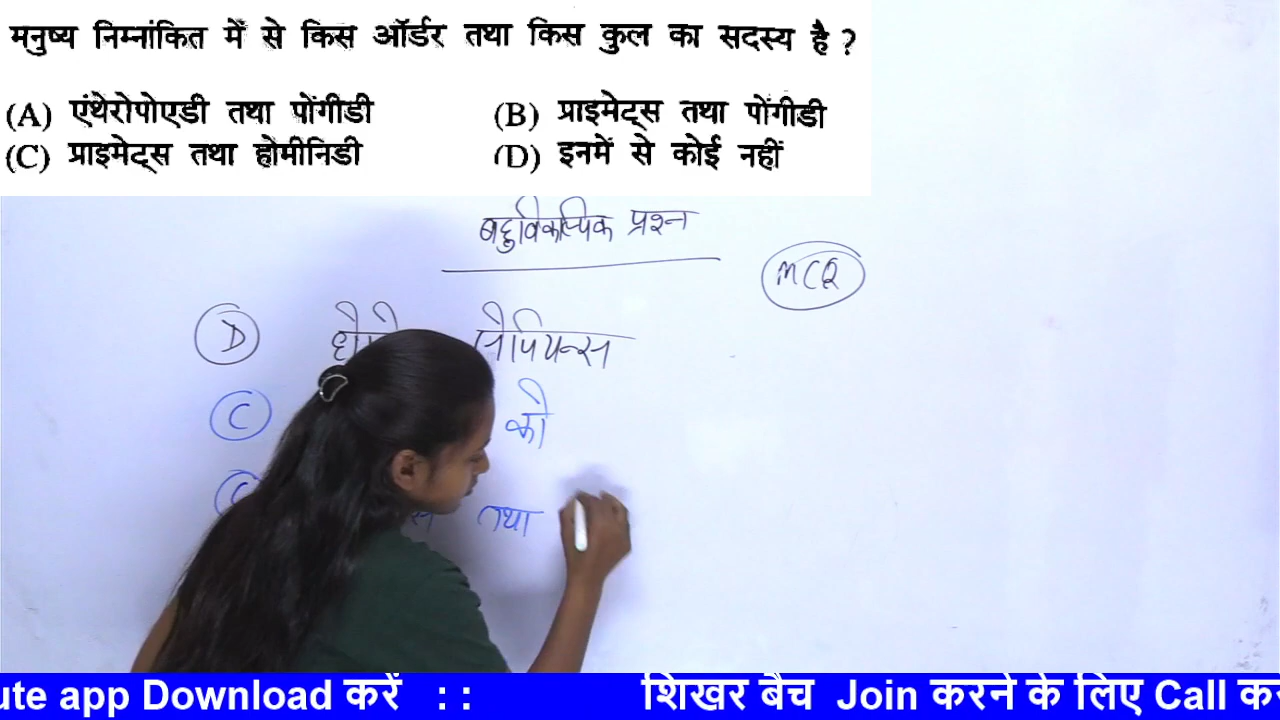 मनुष्य निम्नांकित में से किस ऑर्डर तथा किस कुल का सदस्य है ?
(A) एंथेरोपोएडी तथा पोंगीडी
(B) प्राइमेट्स तथा पोंगीडी
(C) प्राइमेट्स तथा होमीनिडी
(D) इनमें से कोई नहीं
बहुविकल्पिक प्रश्न
MCQ
D सेपियन्स
C को
तथा
ute app Download करें : : शिखर बैच Join करने के लिए Call कर